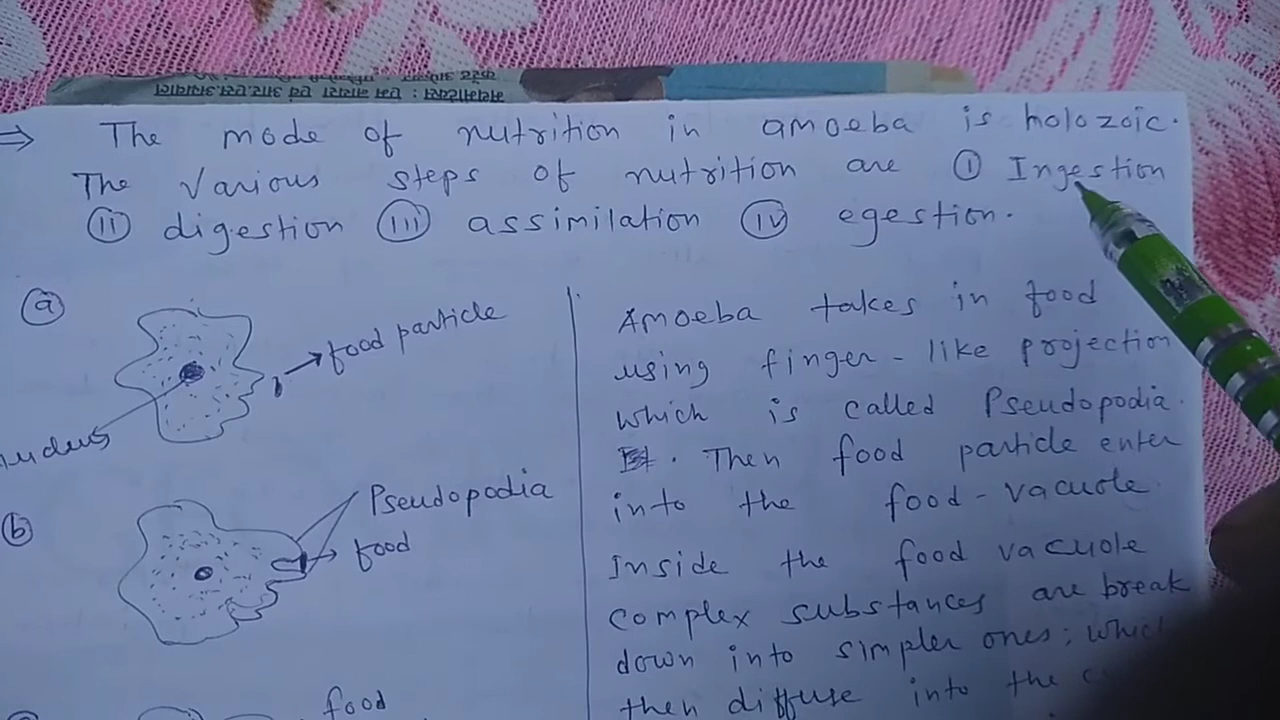 ⇒ The mode of nutrition in amoeba is holozoic.
The various steps of nutrition are ① Ingestion
ⓘⓘ digestion ⓘⓘⓘ assimilation ⓘⓥ egestion.
ⓐ
food particle
nucleus
ⓑ
Pseudopodia
food
food
Amoeba takes in food
using finger-like projection
which is called Pseudopodia.
. Then food particle enter
into the food-vacuole
Inside the food vacuole
complex substances are break
down into simpler ones; which
then diffuse into the